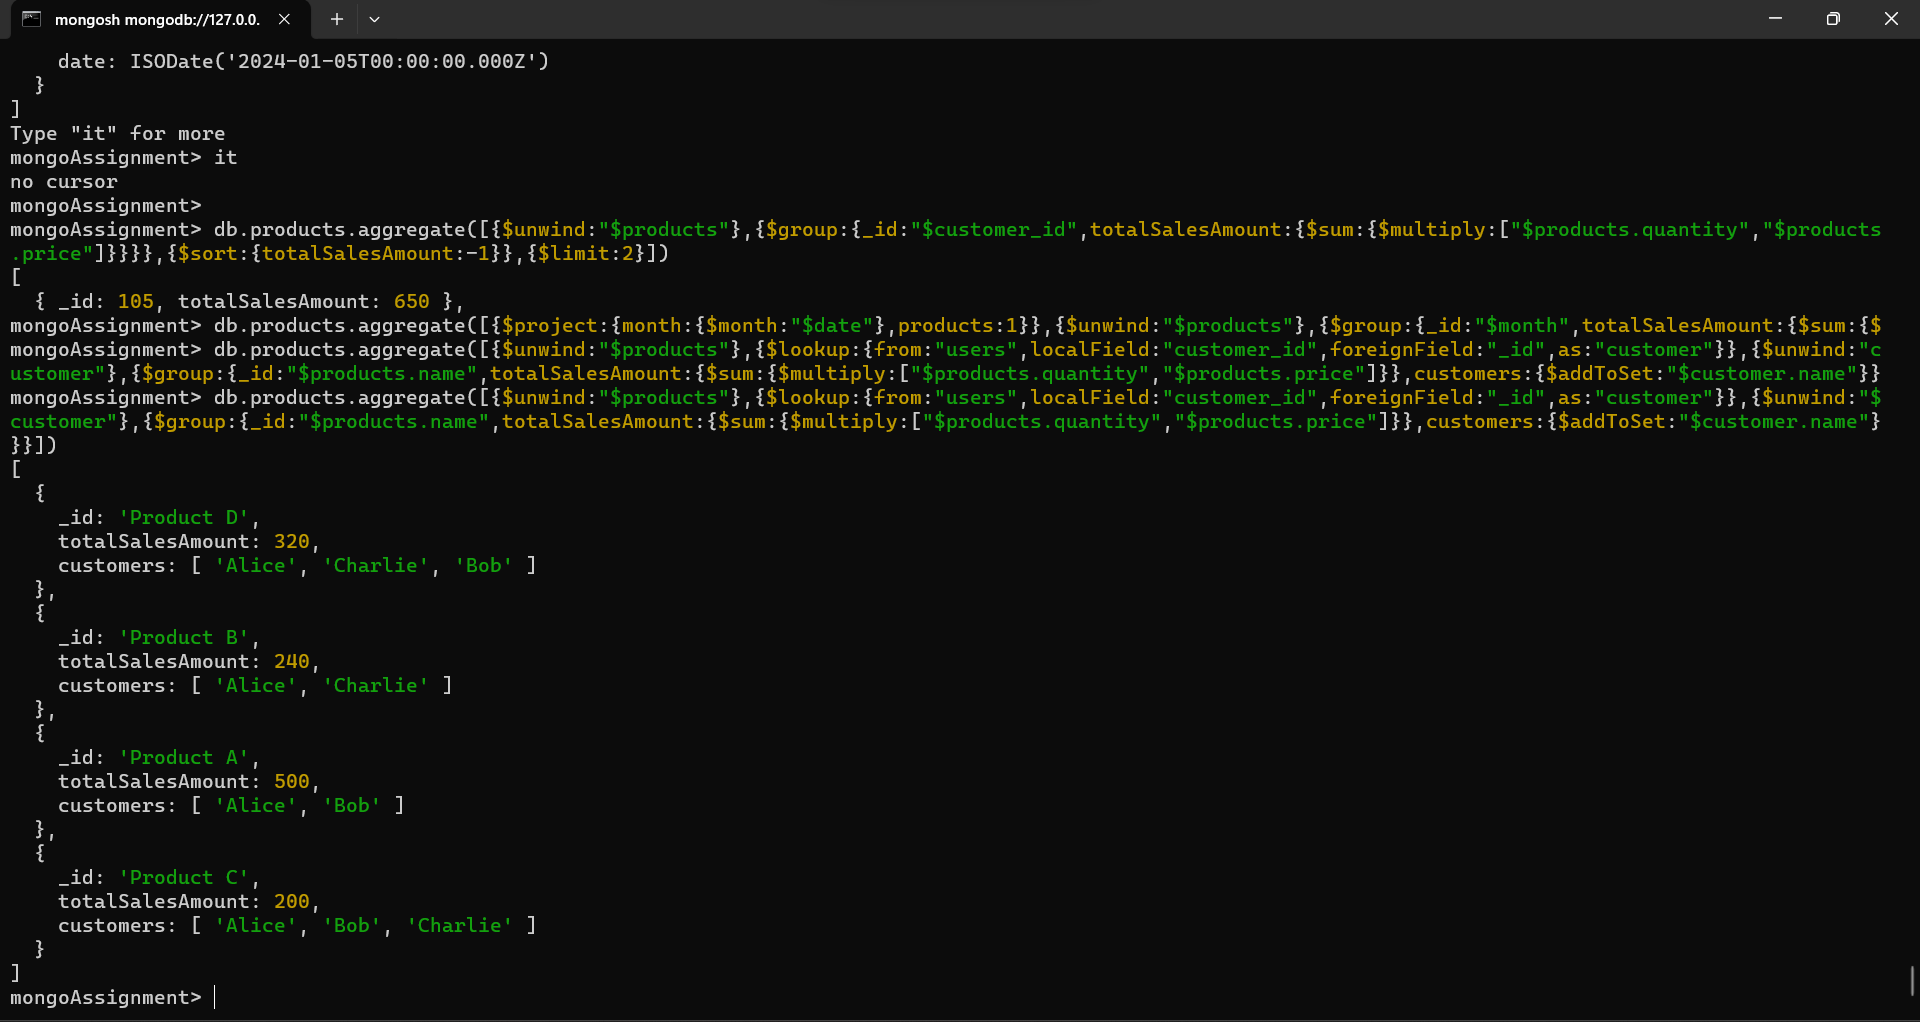 mongosh mongodb://127.0.0.
    date: ISODate('2024-01-05T00:00:00.000Z')
  }
]
Type "it" for more
mongoAssignment> it
no cursor
mongoAssignment>
mongoAssignment> db.products.aggregate([{$unwind:"$products"},{$group:{_id:"$customer_id",totalSalesAmount:{$sum:{$multiply:["$products.quantity","$products
.price"]}}}},{$sort:{totalSalesAmount:-1}},{$limit:2}])
[
  { _id: 105, totalSalesAmount: 650 },
mongoAssignment> db.products.aggregate([{$project:{month:{$month:"$date"},products:1}},{$unwind:"$products"},{$group:{_id:"$month",totalSalesAmount:{$sum:{$
mongoAssignment> db.products.aggregate([{$unwind:"$products"},{$lookup:{from:"users",localField:"customer_id",foreignField:"_id",as:"customer"}},{$unwind:"c
ustomer"},{$group:{_id:"$products.name",totalSalesAmount:{$sum:{$multiply:["$products.quantity","$products.price"]}},customers:{$addToSet:"$customer.name"}}
mongoAssignment> db.products.aggregate([{$unwind:"$products"},{$lookup:{from:"users",localField:"customer_id",foreignField:"_id",as:"customer"}},{$unwind:"$
customer"},{$group:{_id:"$products.name",totalSalesAmount:{$sum:{$multiply:["$products.quantity","$products.price"]}},customers:{$addToSet:"$customer.name"}
}}])
[
  {
    _id: 'Product D',
    totalSalesAmount: 320,
    customers: [ 'Alice', 'Charlie', 'Bob' ]
  },
  {
    _id: 'Product B',
    totalSalesAmount: 240,
    customers: [ 'Alice', 'Charlie' ]
  },
  {
    _id: 'Product A',
    totalSalesAmount: 500,
    customers: [ 'Alice', 'Bob' ]
  },
  {
    _id: 'Product C',
    totalSalesAmount: 200,
    customers: [ 'Alice', 'Bob', 'Charlie' ]
  }
]
mongoAssignment>